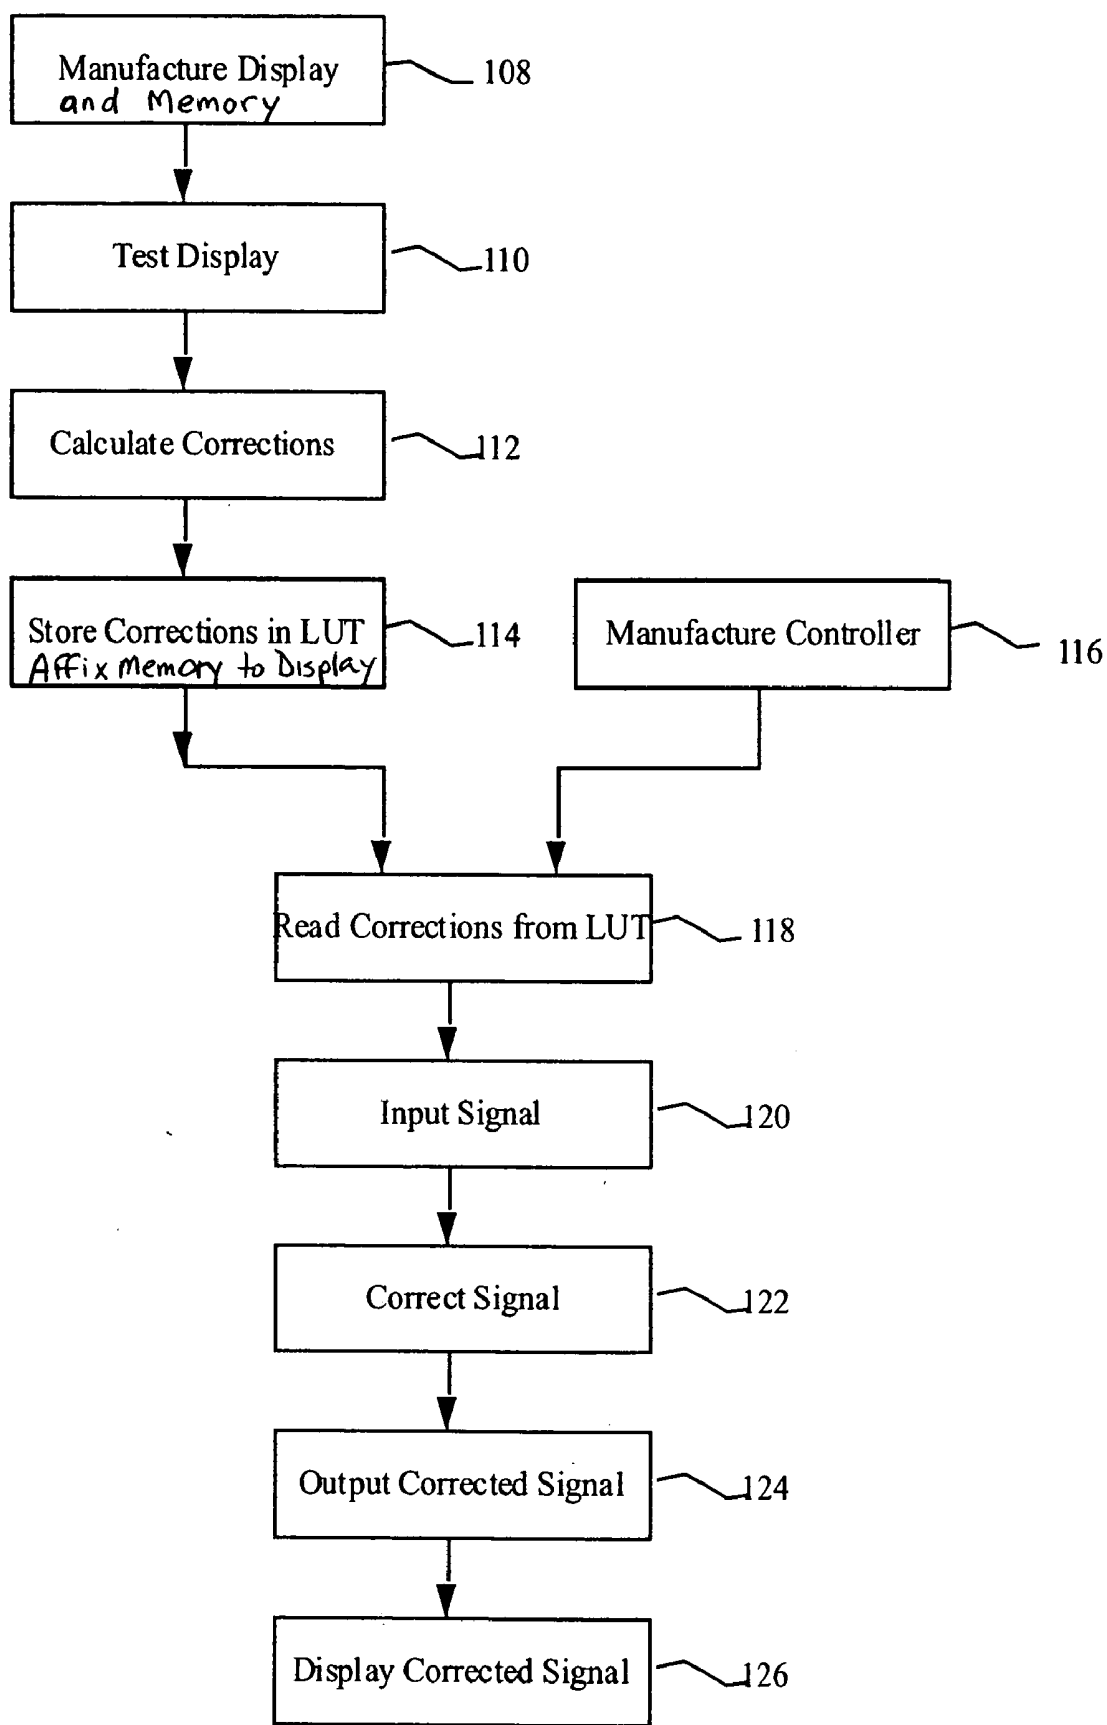 Manufacture Display
and Memory
108
Test Display
110
Calculate Corrections
112
Store Corrections in LUT
Affix Memory to Display
114
Manufacture Controller
116
Read Corrections from LUT
118
Input Signal
120
Correct Signal
122
Output Corrected Signal
124
Display Corrected Signal
126